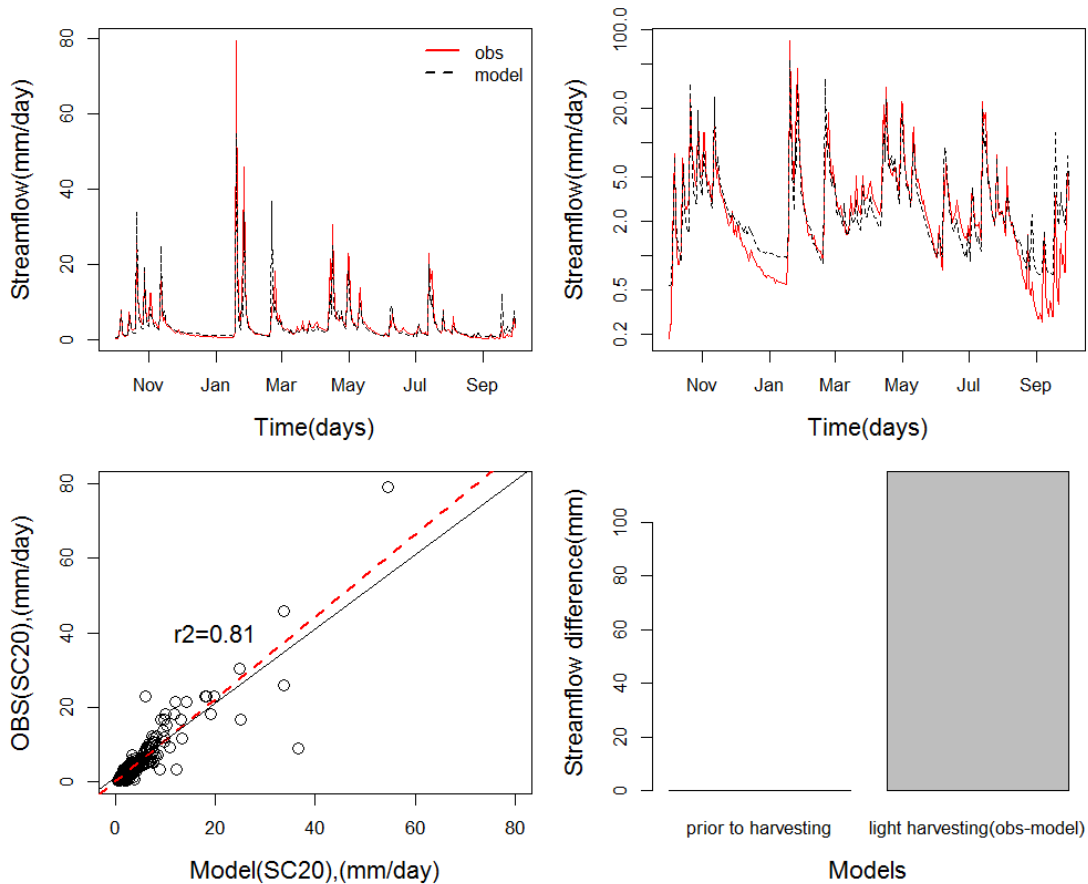 Streamflow(mm/day)
80
60
40
20
0
obs
model
Nov Jan Mar May Jul Sep
Time(days)
Streamflow(mm/day)
100.0
20.0
5.0
2.0
1.0
0.5
0.2
Nov Jan Mar May Jul Sep
Time(days)
OBS(SC20),(mm/day)
80
60
40
20
0
r2=0.81
0 20 40 60 80
Model(SC20),(mm/day)
Streamflow difference(mm)
100
80
60
40
20
0
prior to harvesting light harvesting(obs-model)
Models